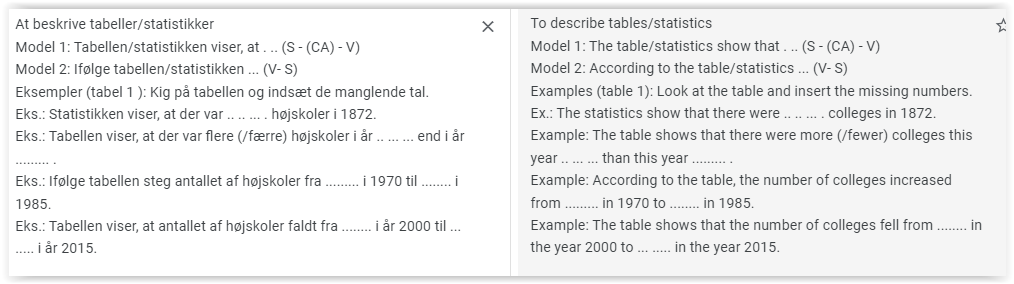 At beskrive tabeller/statistikker
Model 1: Tabellen/statistikken viser, at . .. (S - (CA) - V)
Model 2: Ifølge tabellen/statistikken ... (V- S)
Eksempler (tabel 1 ): Kig på tabellen og indsæt de manglende tal.
Eks.: Statistikken viser, at der var .. .. ... . højskoler i 1872.
Eks.: Tabellen viser, at der var flere (/færre) højskoler i år .. ... ... end i år
......... .
Eks.: Ifølge tabellen steg antallet af højskoler fra ......... i 1970 til ........ i
1985.
Eks.: Tabellen viser, at antallet af højskoler faldt fra ........ i år 2000 til ...
..... i år 2015.
To describe tables/statistics
Model 1: The table/statistics show that . .. (S - (CA) - V)
Model 2: According to the table/statistics ... (V- S)
Examples (table 1): Look at the table and insert the missing numbers.
Ex.: The statistics show that there were .. .. ... . colleges in 1872.
Example: The table shows that there were more (/fewer) colleges this
year .. ... ... than this year ......... .
Example: According to the table, the number of colleges increased
from ......... in 1970 to ........ in 1985.
Example: The table shows that the number of colleges fell from ........ in
the year 2000 to ... ..... in the year 2015.